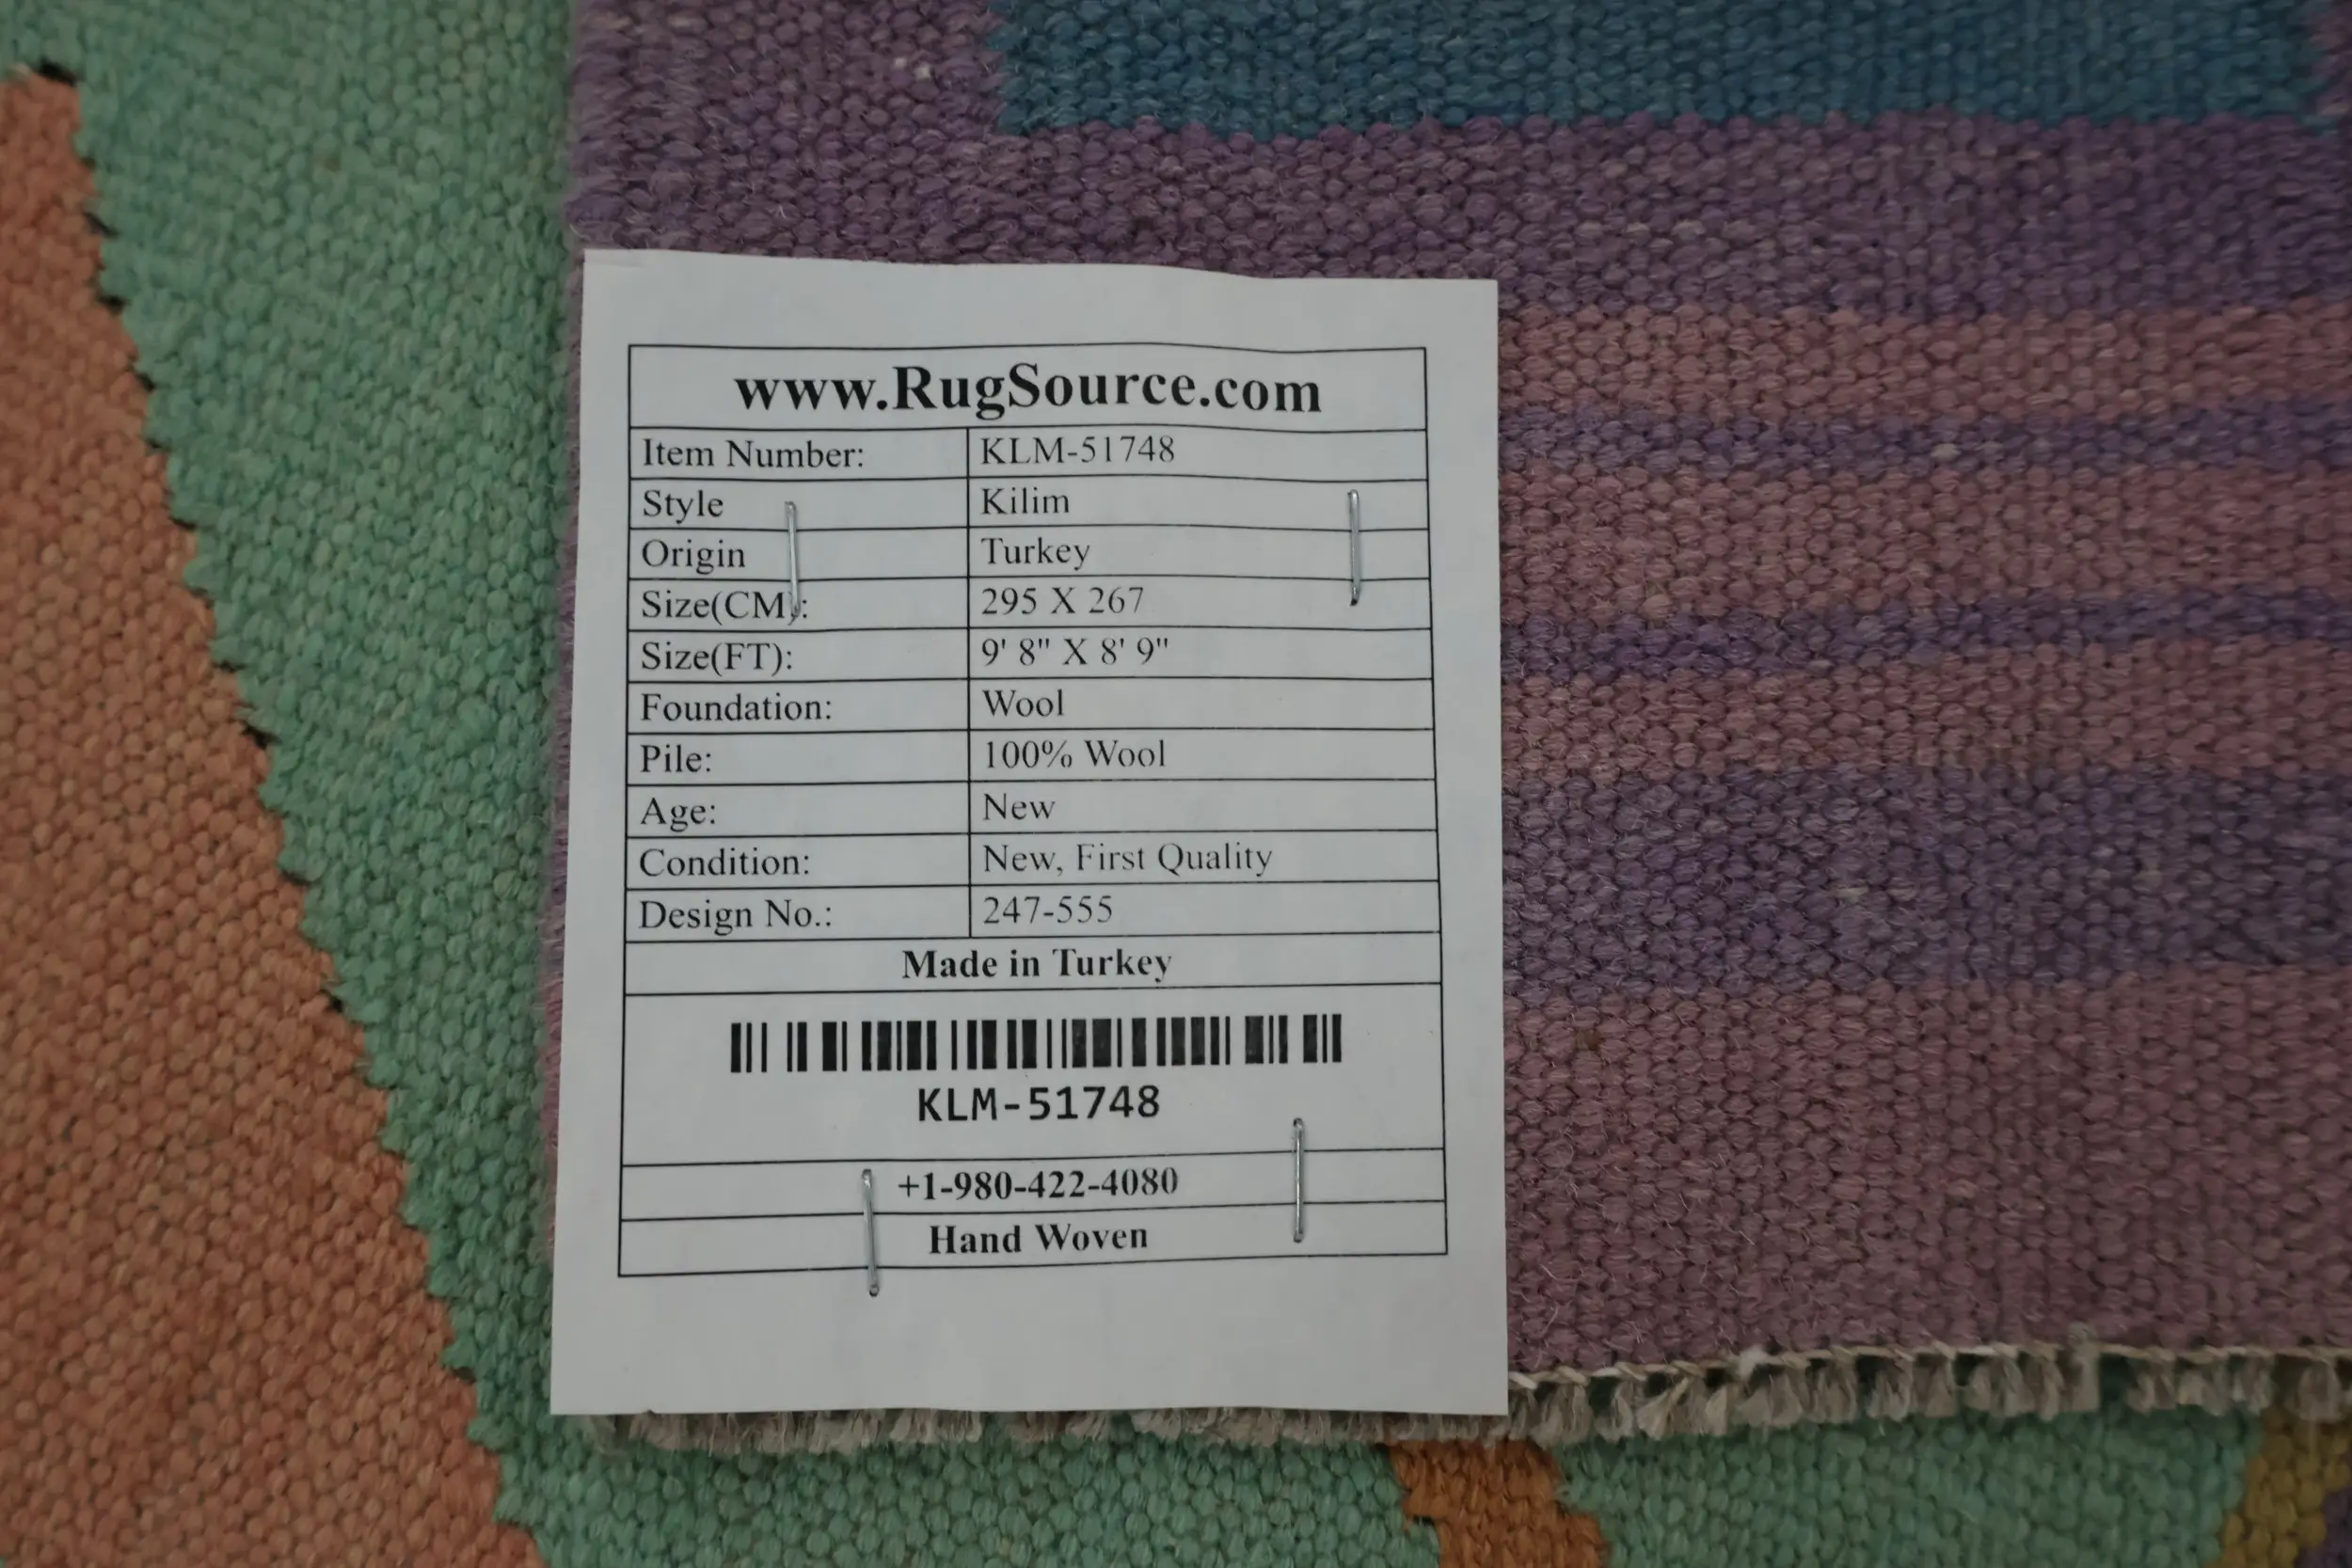 www.RugSource.com
Item Number: KLM-51748
Style Kilim
Origin Turkey
Size(CM): 295 X 267
Size(FT): 9' 8" X 8' 9"
Foundation: Wool
Pile: 100% Wool
Age: New
Condition: New, First Quality
Design No.: 247-555
Made in Turkey
KLM-51748
+1-980-422-4080
Hand Woven